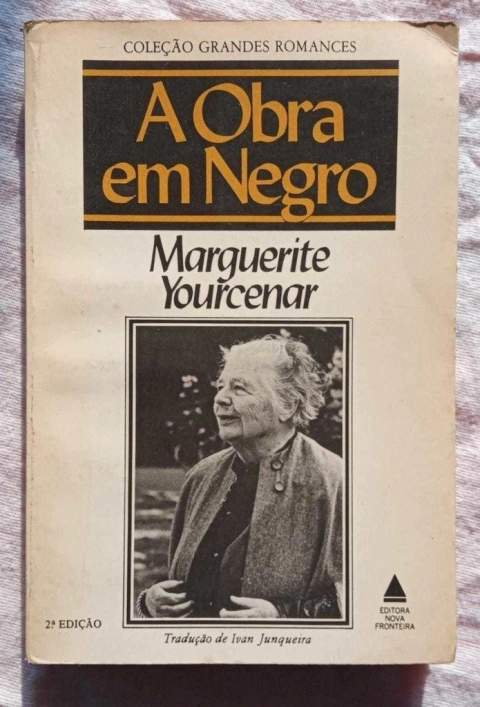 COLEÇÃO GRANDES ROMANCES
A Obra
em Negro
Marguerite
Yourcenar
2ª EDIÇÃO
EDITORA
NOVA
FRONTEIRA
Tradução de Ivan Junqueira